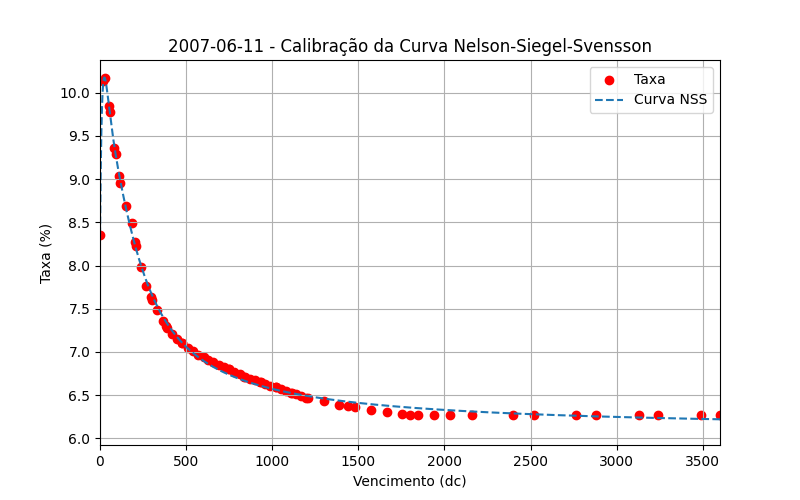 2007-06-11 - Calibração da Curva Nelson-Siegel-Svensson
Taxa
Curva NSS
Taxa (%)
10.0
9.5
9.0
8.5
8.0
7.5
7.0
6.5
6.0
0 500 1000 1500 2000 2500 3000 3500
Vencimento (dc)